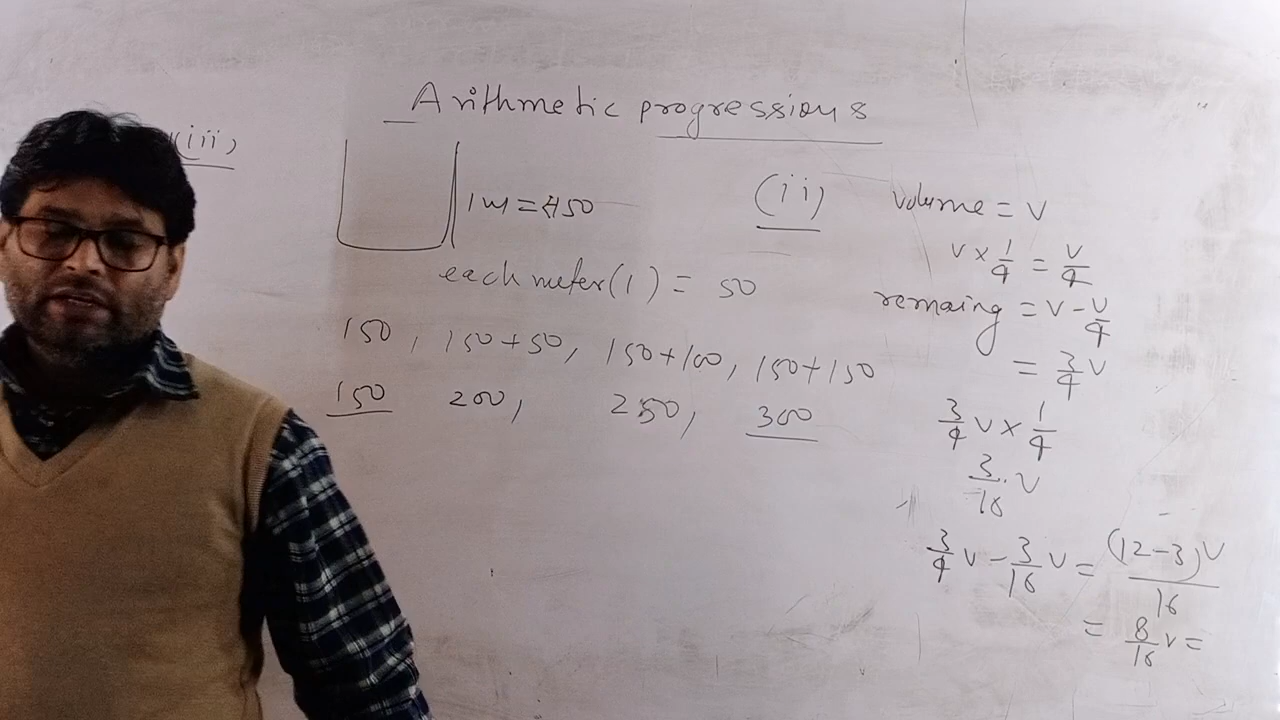 Arithmetic progressions
(iii)
1m = 450
each meter (1) = 50
150, 150+50, 150+100, 150+150
150 200, 250, 300
(ii) volume = V
V × 1/4 = V/4
remaing = V - V/4
= 3/4 V
3/4 V × 1/4
3/16 . V
3/4 V - 3/16 V = (12-3)V/16
= 8/16 V =